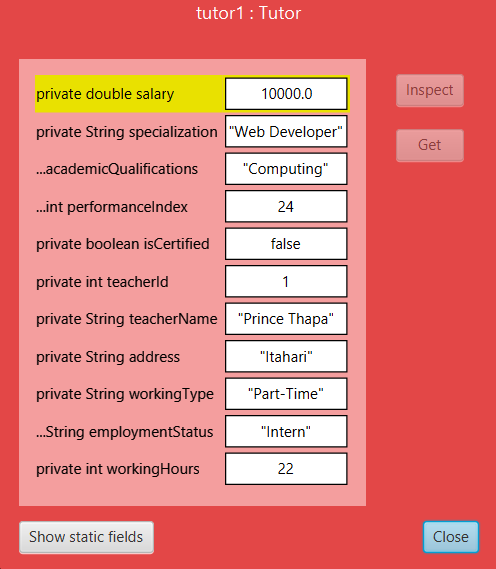 tutor1 : Tutor
private double salary 10000.0
Inspect
private String specialization "Web Developer"
Get
...academicQualifications "Computing"
...int performanceIndex 24
private boolean isCertified false
private int teacherId 1
private String teacherName "Prince Thapa"
private String address "Itahari"
private String workingType "Part-Time"
...String employmentStatus "Intern"
private int workingHours 22
Show static fields
Close